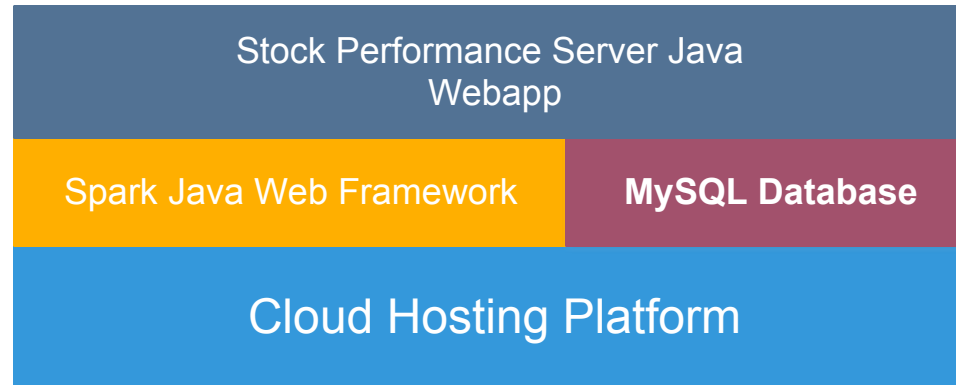 Stock Performance Server Java
Webapp
Spark Java Web Framework
MySQL Database
Cloud Hosting Platform